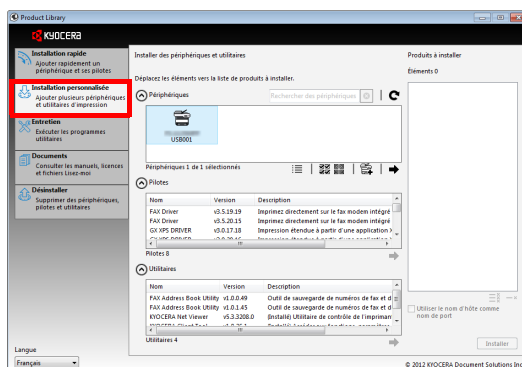 Product Library
KYOCERA
Installation rapide
Ajouter rapidement un
périphérique et ses pilotes
Installation personnalisée
Ajouter plusieurs périphériques
et utilitaires d'impression
Entretien
Exécuter les programmes
utilitaires
Documents
Consulter les manuels, licences
et fichiers Lisez-moi
Désinstaller
Supprimer des périphériques,
pilotes et utilitaires
Langue
Français
Installer des périphériques et utilitaires
Déplacez les éléments vers la liste de produits à installer.
Périphériques
Rechercher des périphériques
USB001
Périphériques 1 de 1 sélectionnés
Pilotes
Nom Version Description
FAX Driver v3.5.19.19 Imprimez directement sur le fax modem intégré
FAX Driver v3.5.20.15 Imprimez directement sur le fax modem intégré
GX XPS DRIVER v3.0.17.18 Impression étendue à partir d'une application X
Pilotes 8
Utilitaires
Nom Version Description
FAX Address Book Utility v1.0.0.49 Outil de sauvegarde de numéros de fax et d
FAX Address Book Utility v1.0.1.45 Outil de sauvegarde de numéros de fax et d
KYOCERA Net Viewer v5.3.3208.0 (Installé) Utilitaire de contrôle de l'impriman
Utilitaires 4
Produits à installer
Éléments 0
Utiliser le nom d'hôte comme
nom de port
Installer
© 2012 KYOCERA Document Solutions Inc.